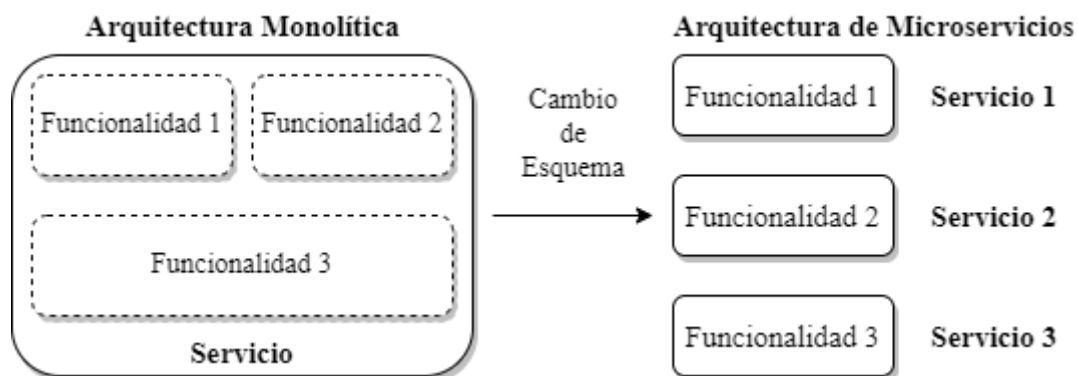 Arquitectura Monolítica
Funcionalidad 1
Funcionalidad 2
Funcionalidad 3
Servicio
Cambio
de
Esquema
Arquitectura de Microservicios
Funcionalidad 1
Servicio 1
Funcionalidad 2
Servicio 2
Funcionalidad 3
Servicio 3